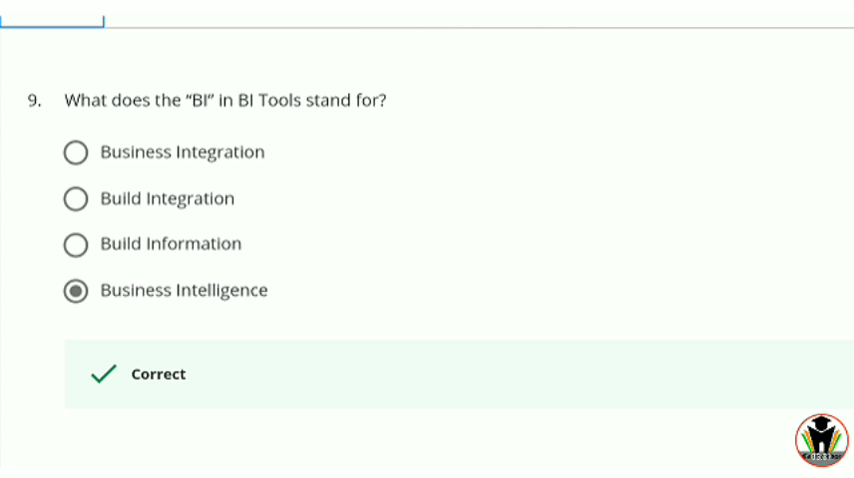 9. What does the “BI” in BI Tools stand for?
Business Integration
Build Integration
Build Information
Business Intelligence
Correct